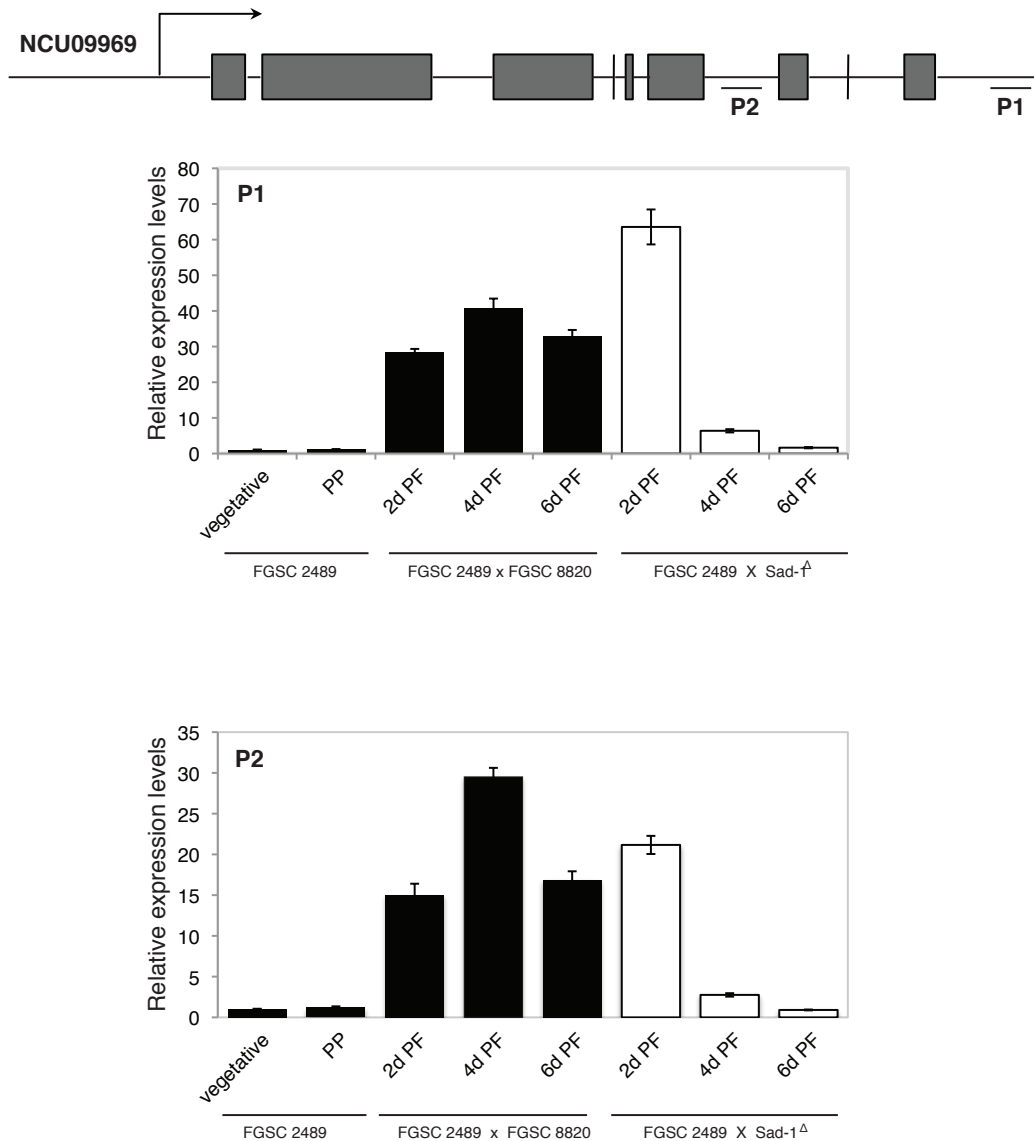 NCU09969
P2
P1
P1
Relative expression levels
80
70
60
50
40
30
20
10
0
vegetative
PP
2d PF
4d PF
6d PF
2d PF
4d PF
6d PF
FGSC 2489
FGSC 2489 x FGSC 8820
FGSC 2489 X Sad-1Δ
P2
Relative expression levels
35
30
25
20
15
10
5
0
vegetative
PP
2d PF
4d PF
6d PF
2d PF
4d PF
6d PF
FGSC 2489
FGSC 2489 x FGSC 8820
FGSC 2489 X Sad-1Δ